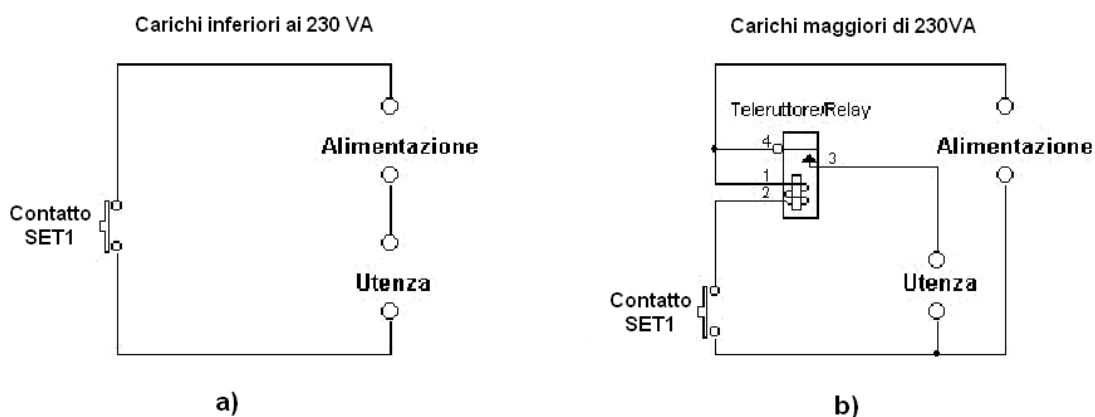 Carichi inferiori ai 230 VA
Carichi maggiori di 230VA
Alimentazione
Contatto
SET1
Utenza
a)
Teleruttore/Relay
4
3
1
2
Alimentazione
Utenza
Contatto
SET1
b)